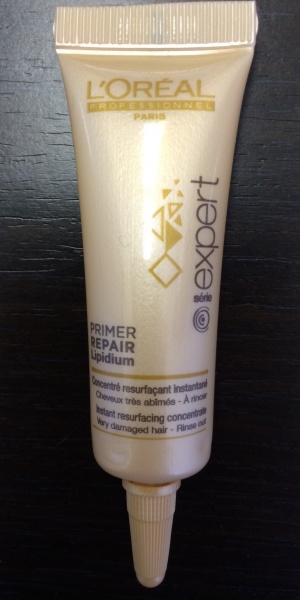 L'ORÉAL
PROFESSIONNEL
PARIS
série expert
PRIMER
REPAIR
Lipidium
Concentré resurfaçant instantané
Cheveux très abîmés - À rincer
Instant resurfacing concentrate
Very damaged hair - Rinse out